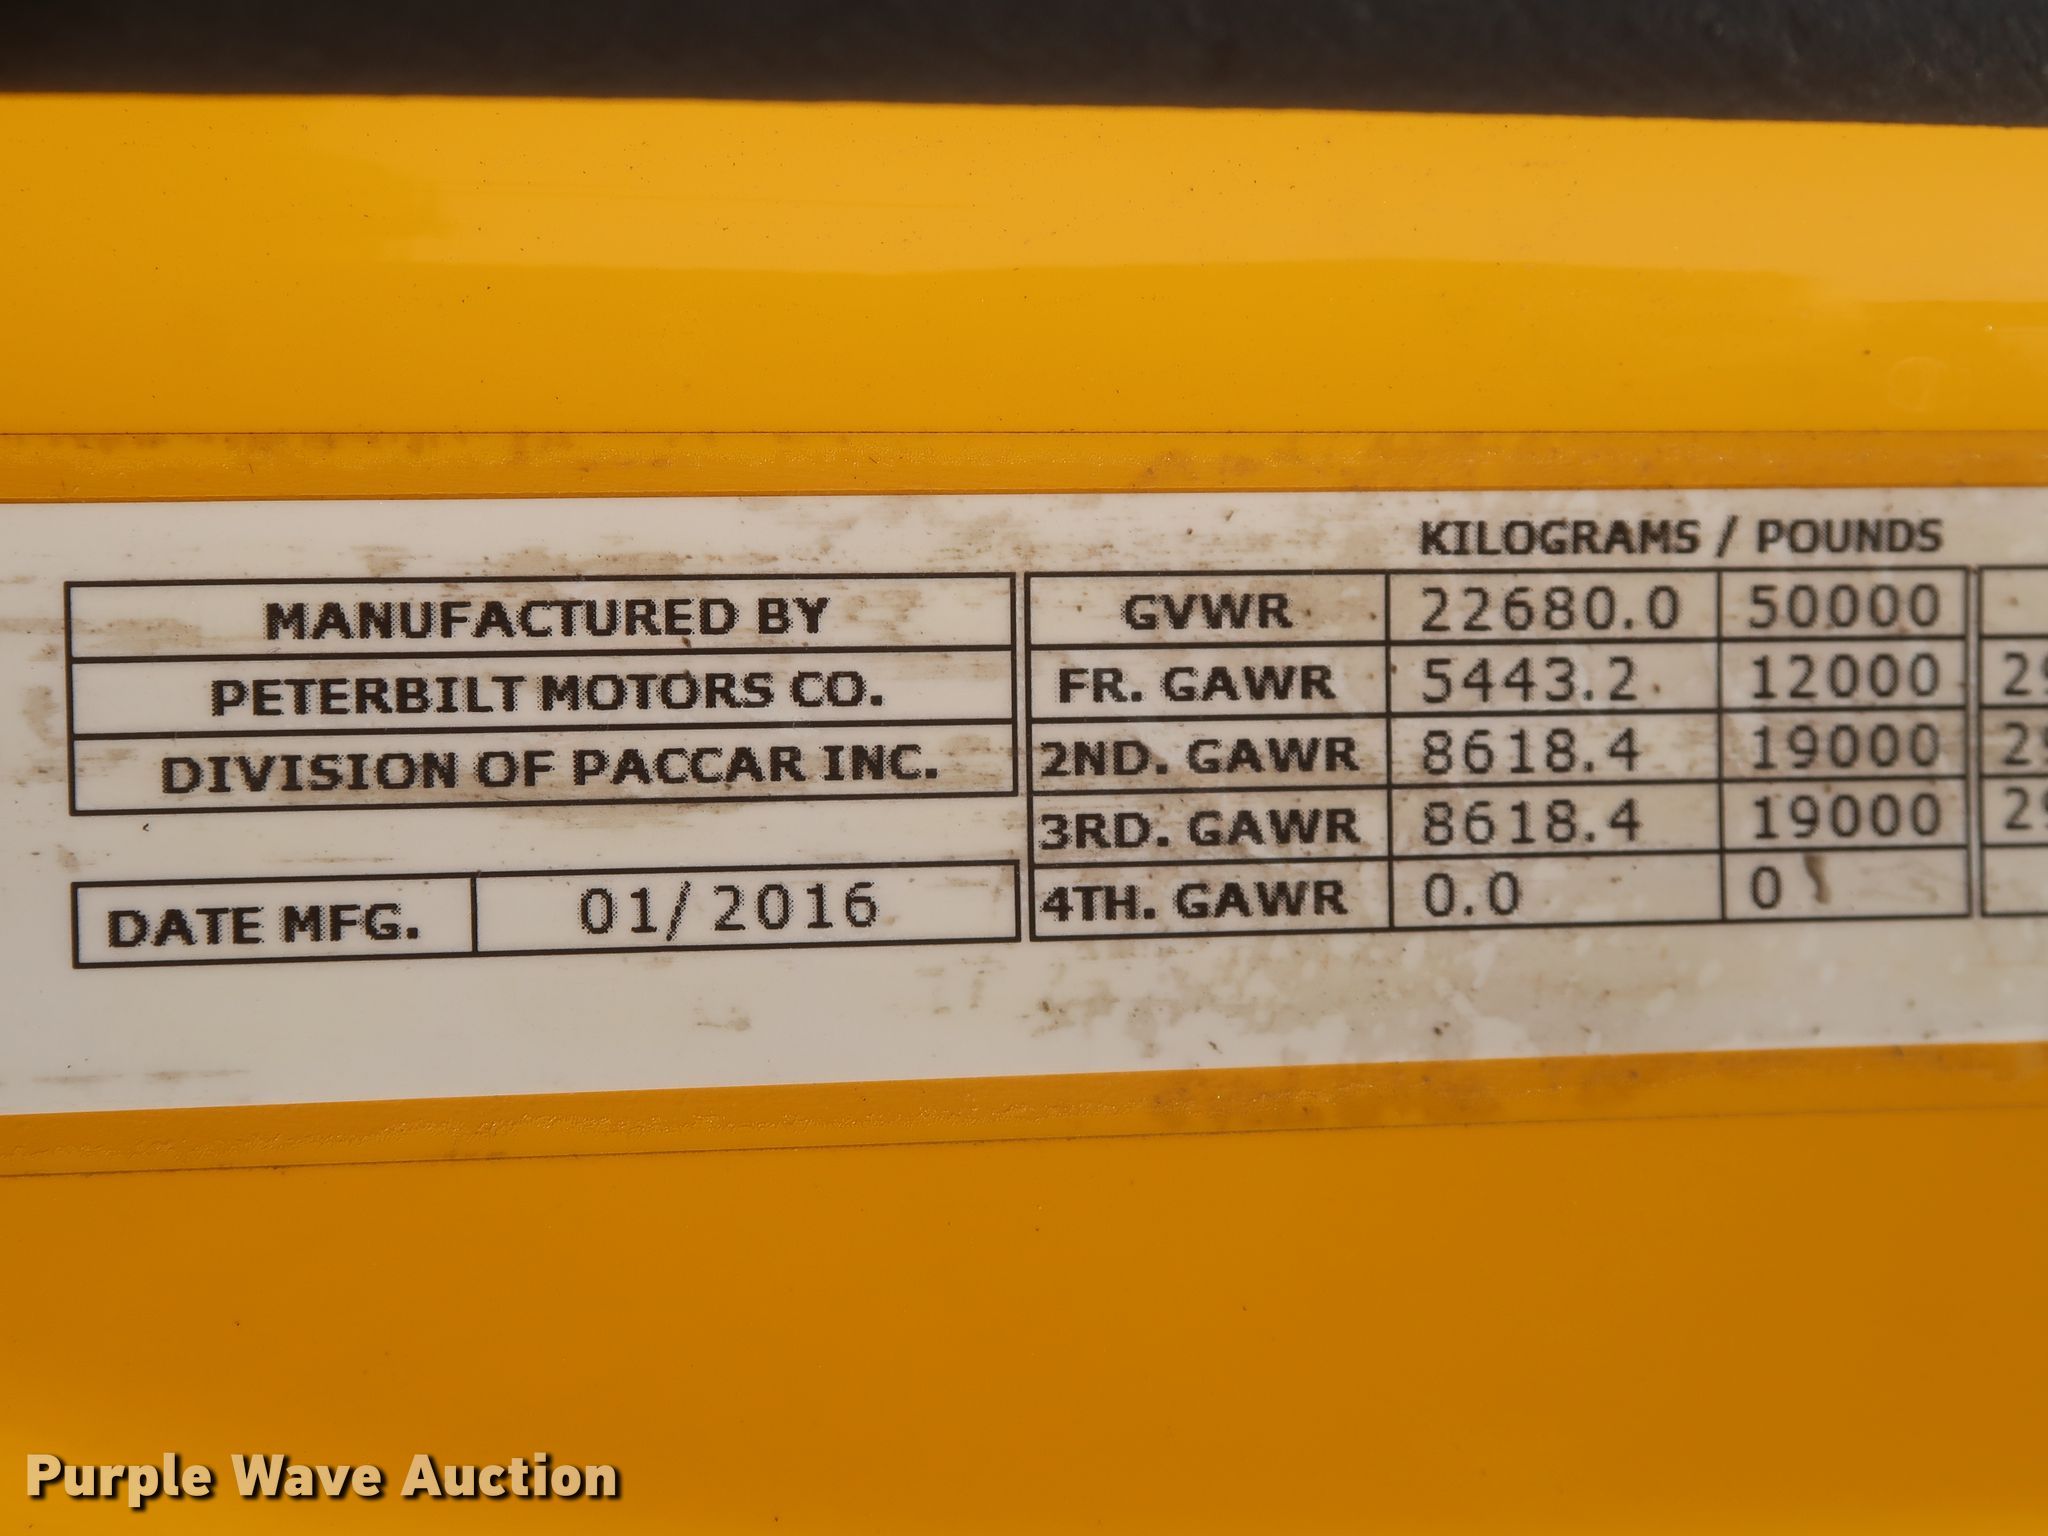 KILOGRAMS / POUNDS
MANUFACTURED BY
PETERBILT MOTORS CO.
DIVISION OF PACCAR INC.
DATE MFG. 01/2016
GVWR 22680.0 50000
FR. GAWR 5443.2 12000
2ND. GAWR 8618.4 19000
3RD. GAWR 8618.4 19000
4TH. GAWR 0.0 0
Purple Wave Auction